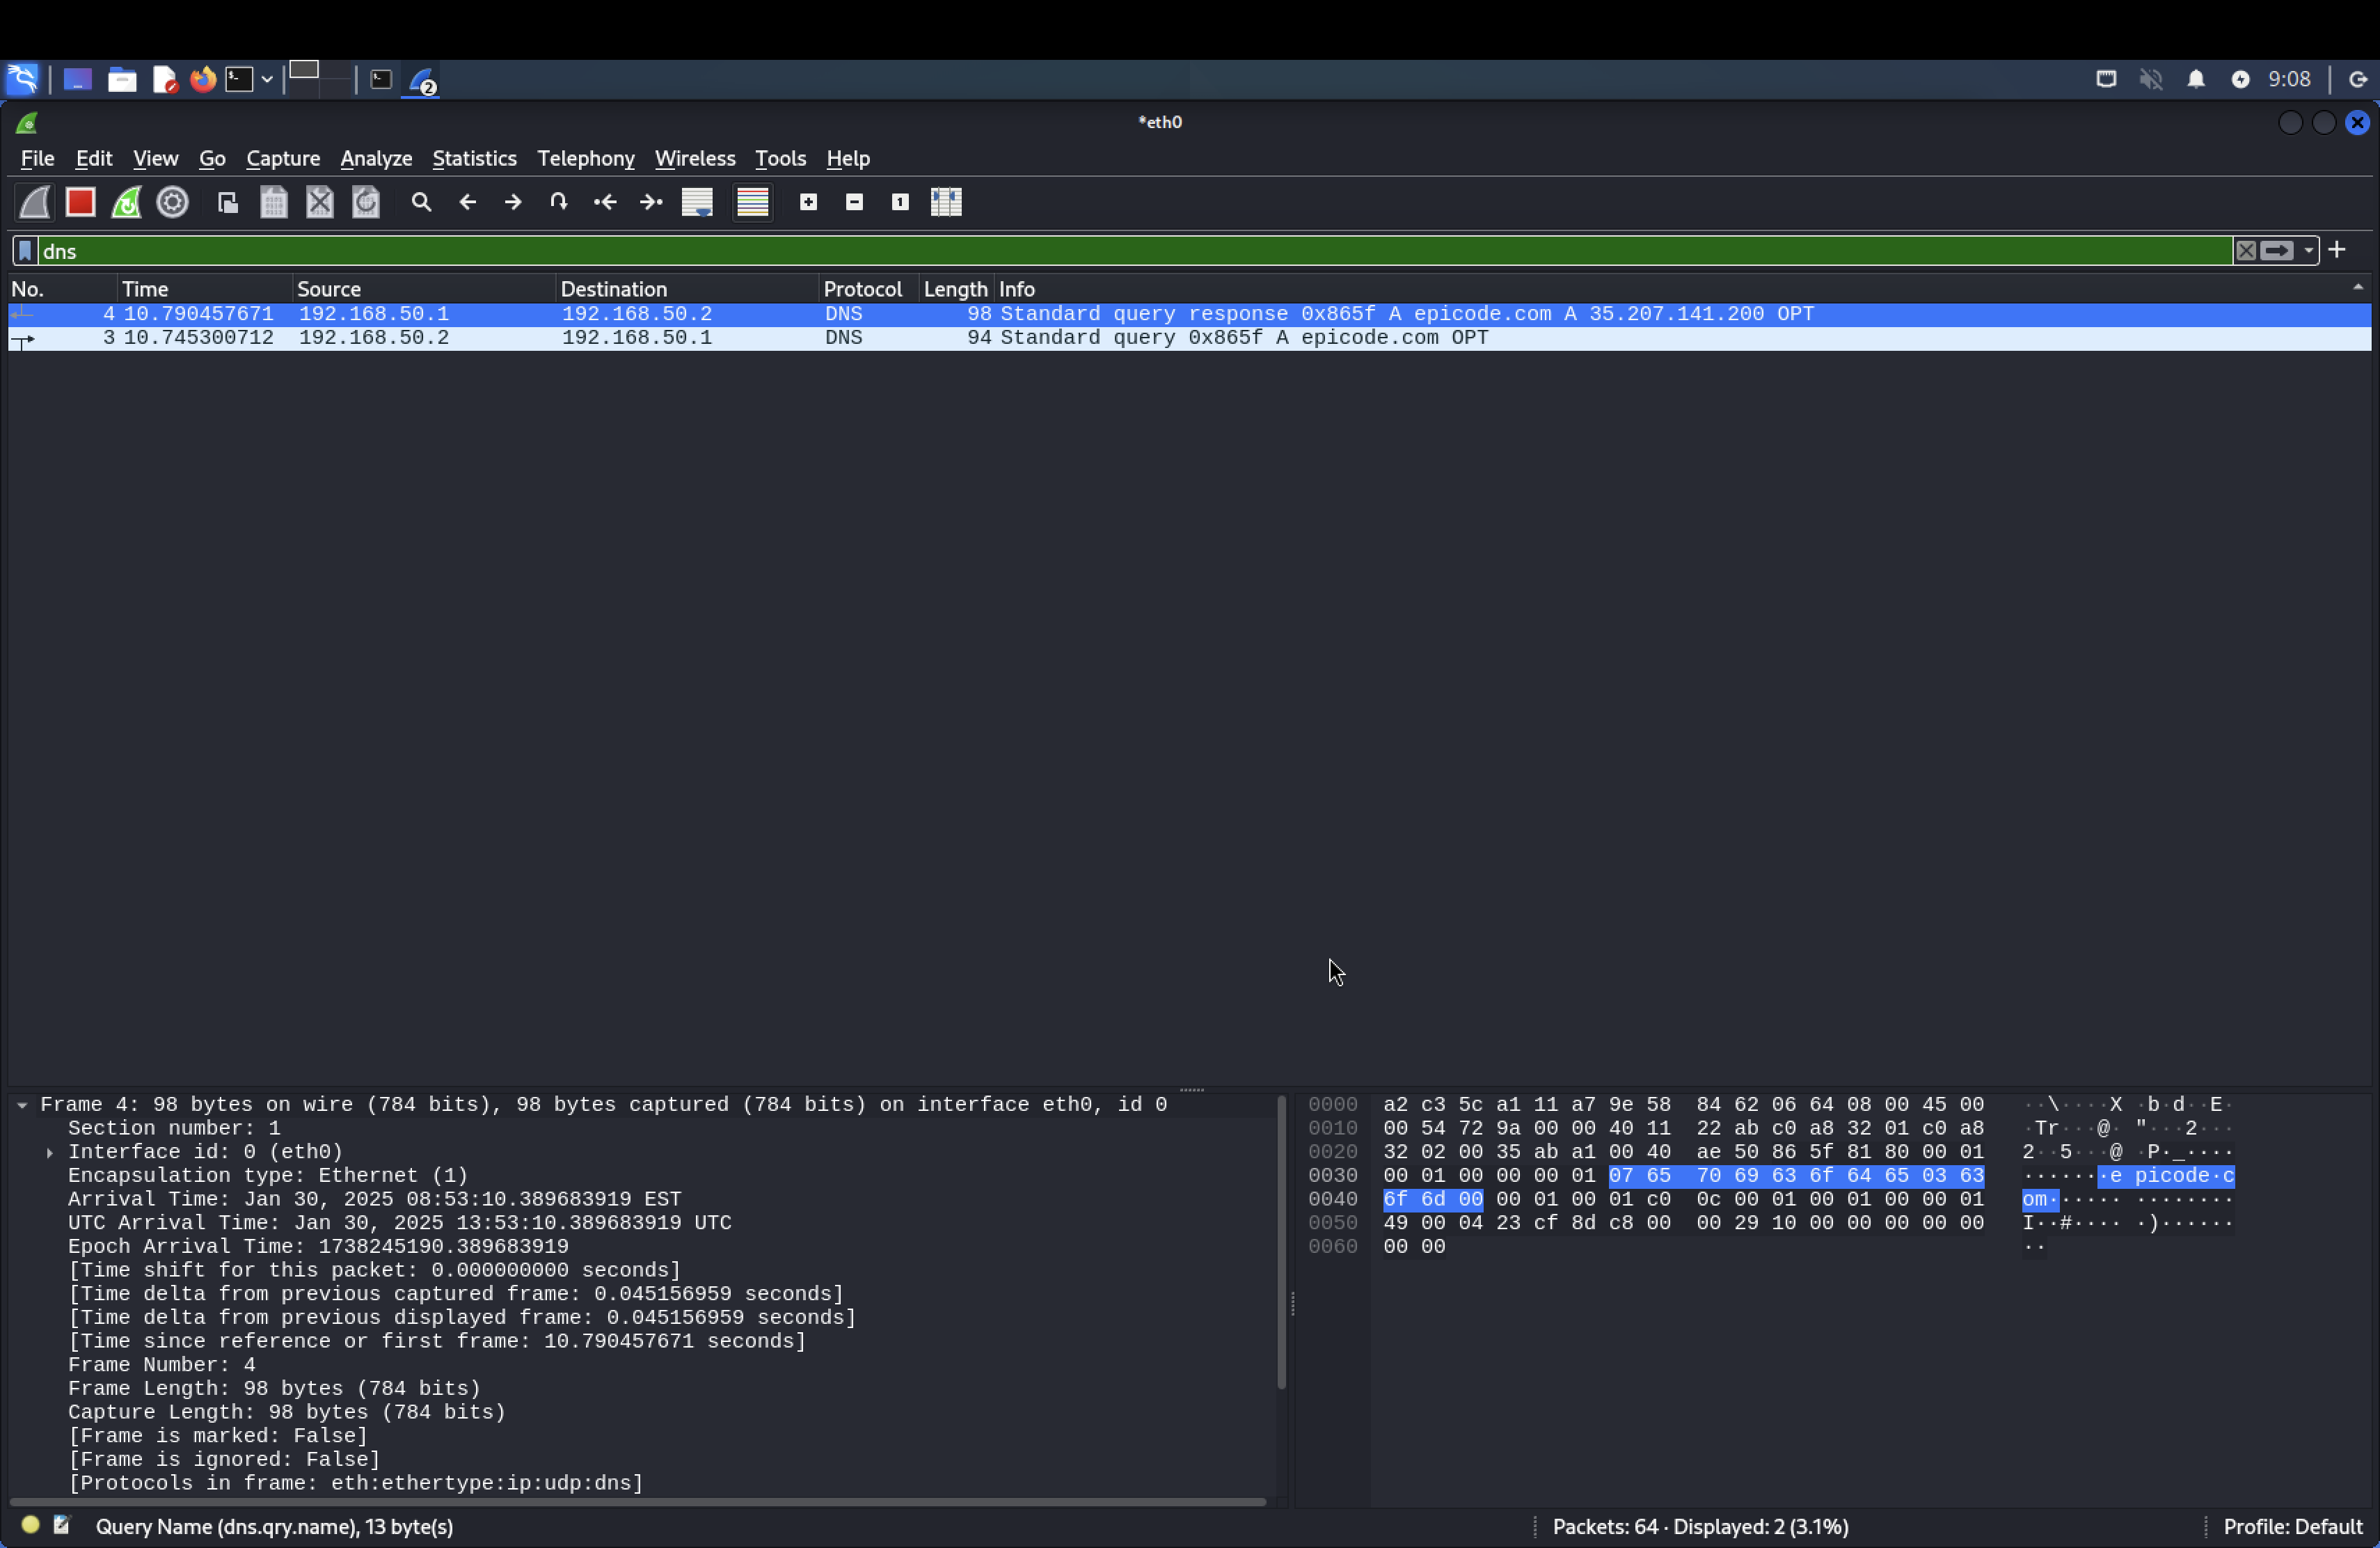 2 9:08
*eth0
File Edit View Go Capture Analyze Statistics Telephony Wireless Tools Help
dns
No. Time Source Destination Protocol Length Info
4 10.790457671 192.168.50.1 192.168.50.2 DNS 98 Standard query response 0x865f A epicode.com A 35.207.141.200 OPT
3 10.745300712 192.168.50.2 192.168.50.1 DNS 94 Standard query 0x865f A epicode.com OPT
Frame 4: 98 bytes on wire (784 bits), 98 bytes captured (784 bits) on interface eth0, id 0
Section number: 1
Interface id: 0 (eth0)
Encapsulation type: Ethernet (1)
Arrival Time: Jan 30, 2025 08:53:10.389683919 EST
UTC Arrival Time: Jan 30, 2025 13:53:10.389683919 UTC
Epoch Arrival Time: 1738245190.389683919
[Time shift for this packet: 0.000000000 seconds]
[Time delta from previous captured frame: 0.045156959 seconds]
[Time delta from previous displayed frame: 0.045156959 seconds]
[Time since reference or first frame: 10.790457671 seconds]
Frame Number: 4
Frame Length: 98 bytes (784 bits)
Capture Length: 98 bytes (784 bits)
[Frame is marked: False]
[Frame is ignored: False]
[Protocols in frame: eth:ethertype:ip:udp:dns]
0000 a2 c3 5c a1 11 a7 9e 58 84 62 06 64 08 00 45 00 ··\····X ·b·d··E·
0010 00 54 72 9a 00 00 40 11 22 ab c0 a8 32 01 c0 a8 ·Tr···@· "···2···
0020 32 02 00 35 ab a1 00 40 ae 50 86 5f 81 80 00 01 2··5···@ ·P·_····
0030 00 01 00 00 00 01 07 65 70 69 63 6f 64 65 03 63 ·······e picode·c
0040 6f 6d 00 00 01 00 01 c0 0c 00 01 00 01 00 00 01 om······ ········
0050 49 00 04 23 cf 8d c8 00 00 29 10 00 00 00 00 00 I··#···· ·)······
0060 00 00 ··
Query Name (dns.qry.name), 13 byte(s)
Packets: 64 · Displayed: 2 (3.1%)
Profile: Default